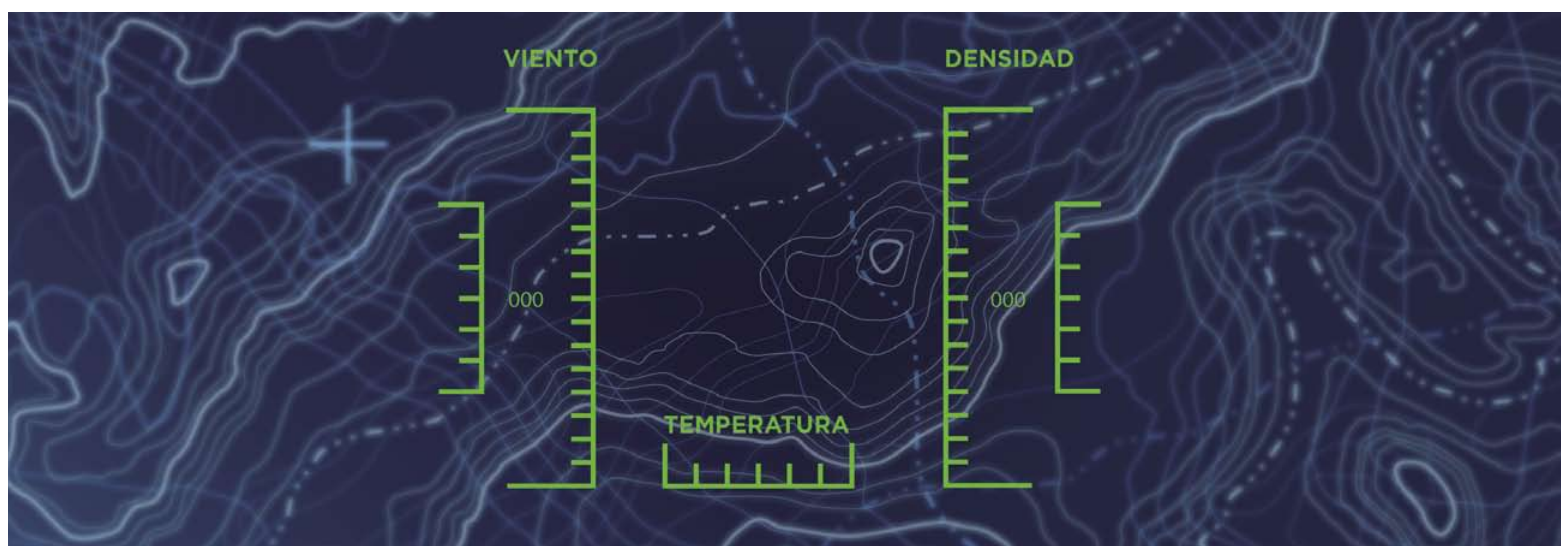 VIENTO
DENSIDAD
000
000
TEMPERATURA